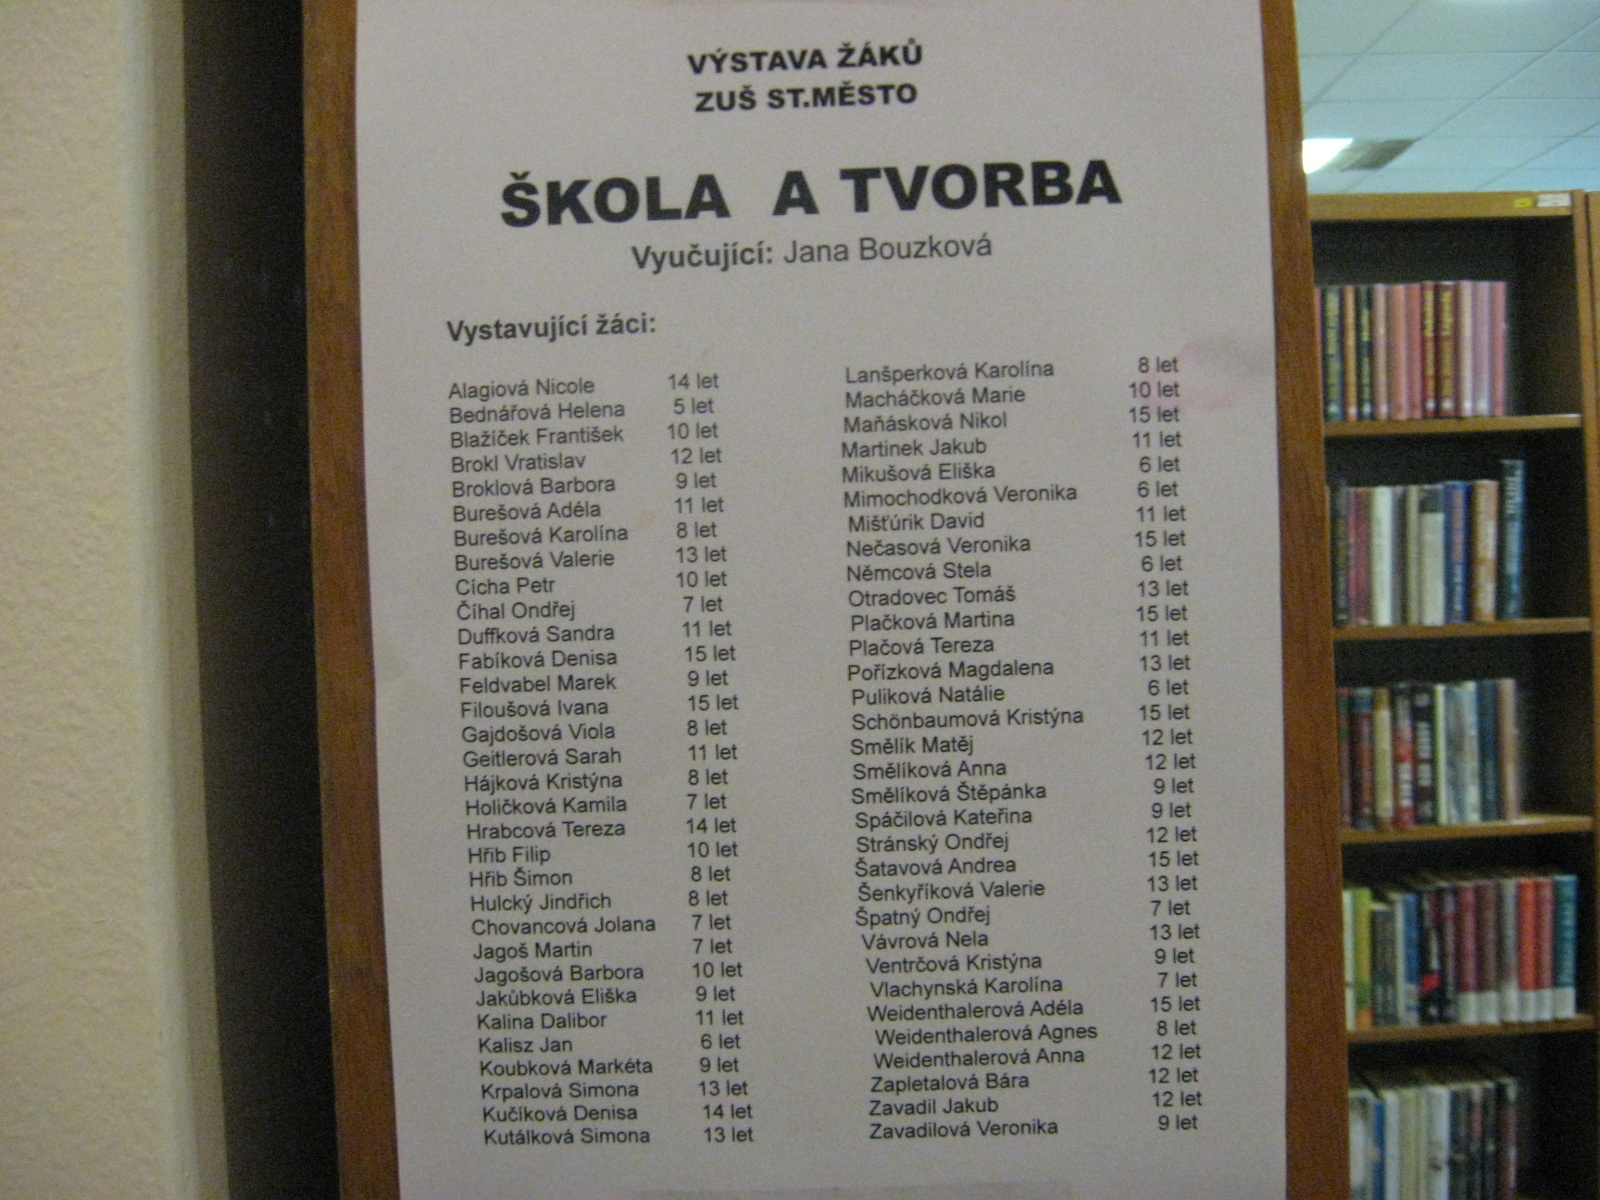 VÝSTAVA ŽÁKŮ
ZUŠ ST.MĚSTO
ŠKOLA A TVORBA
Vyučující: Jana Bouzková
Vystavující žáci:
Alagiová Nicole 14 let
Bednářová Helena 5 let
Blažíček František 10 let
Brokl Vratislav 12 let
Broklová Barbora 9 let
Burešová Adéla 11 let
Burešová Karolína 8 let
Burešová Valerie 13 let
Cícha Petr 10 let
Číhal Ondřej 7 let
Duffková Sandra 11 let
Fabíková Denisa 15 let
Feldvabel Marek 9 let
Filoušová Ivana 15 let
Gajdošová Viola 8 let
Geitlerová Sarah 11 let
Hájková Kristýna 8 let
Holičková Kamila 7 let
Hrabcová Tereza 14 let
Hřib Filip 10 let
Hřib Šimon 8 let
Hulcký Jindřich 8 let
Chovancová Jolana 7 let
Jagoš Martin 7 let
Jagošová Barbora 10 let
Jakůbková Eliška 9 let
Kalina Dalibor 11 let
Kalisz Jan 6 let
Koubková Markéta 9 let
Krpalová Simona 13 let
Kučíková Denisa 14 let
Kutálková Simona 13 let
Lanšperková Karolína 8 let
Macháčková Marie 10 let
Maňásková Nikol 15 let
Martinek Jakub 11 let
Mikušová Eliška 6 let
Mimochodková Veronika 6 let
Mišťúrik David 11 let
Nečasová Veronika 15 let
Němcová Stela 6 let
Otradovec Tomáš 13 let
Plačková Martina 15 let
Plačová Tereza 11 let
Pořízková Magdalena 13 let
Puliková Natálie 6 let
Schönbaumová Kristýna 15 let
Smělík Matěj 12 let
Smělíková Anna 12 let
Smělíková Štěpánka 9 let
Spáčilová Kateřina 9 let
Stránský Ondřej 12 let
Šatavová Andrea 15 let
Šenkyříková Valerie 13 let
Špatný Ondřej 7 let
Vávrová Nela 13 let
Ventrčová Kristýna 9 let
Vlachynská Karolína 7 let
Weidenthalerová Adéla 15 let
Weidenthalerová Agnes 8 let
Weidenthalerová Anna 12 let
Zapletalová Bára 12 let
Zavadil Jakub 12 let
Zavadilová Veronika 9 let